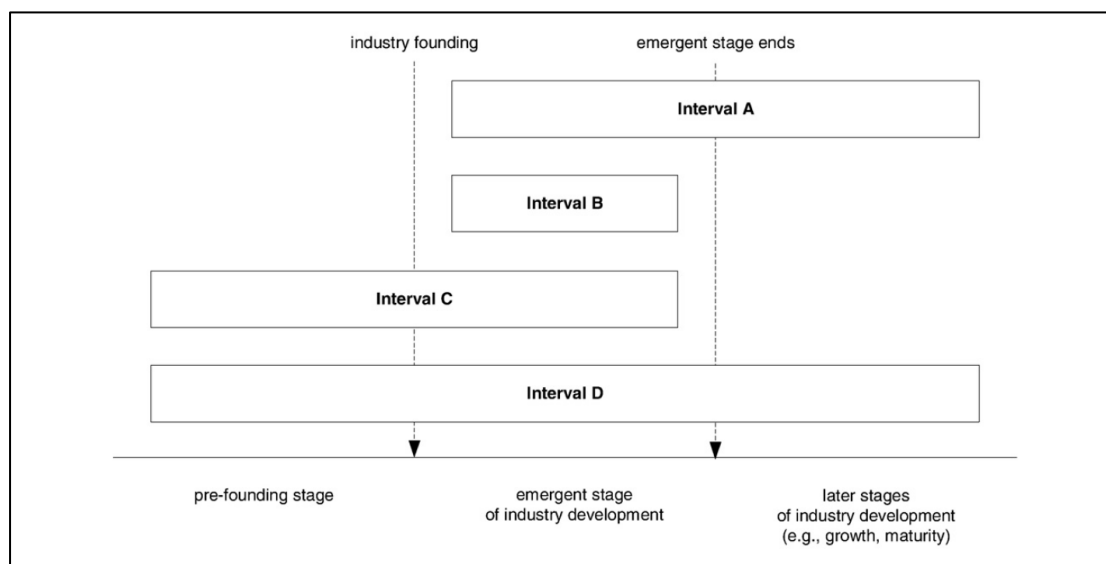 industry founding
emergent stage ends
Interval A
Interval B
Interval C
Interval D
pre-founding stage
emergent stage
of industry development
later stages
of industry development
(e.g., growth, maturity)